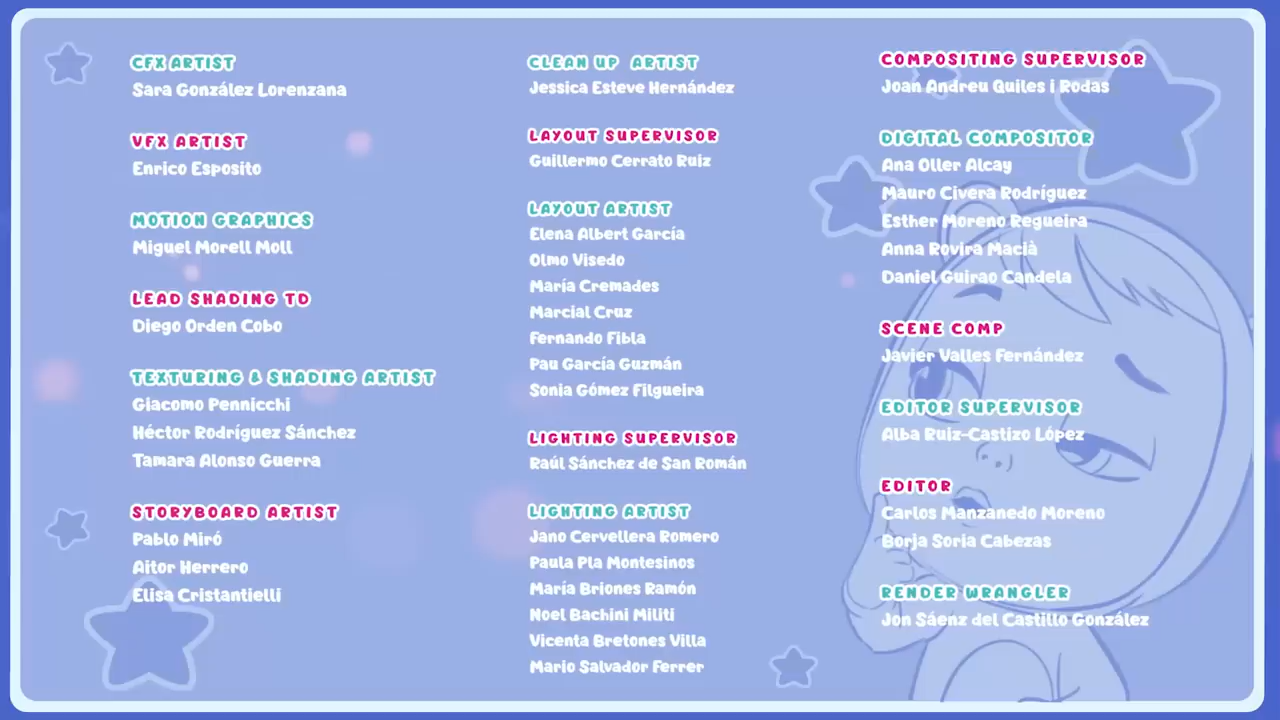 CFX ARTIST
Sara González Lorenzana
VFX ARTIST
Enrico Esposito
MOTION GRAPHICS
Miguel Morell Moll
LEAD SHADING TD
Diego Orden Cobo
TEXTURING & SHADING ARTIST
Giacomo Pennicchi
Héctor Rodríguez Sánchez
Tamara Alonso Guerra
STORYBOARD ARTIST
Pablo Miró
Aitor Herrero
Elisa Cristantielli
CLEAN UP ARTIST
Jessica Esteve Hernández
LAYOUT SUPERVISOR
Guillermo Cerrato Ruiz
LAYOUT ARTIST
Elena Albert García
Olmo Visedo
María Cremades
Marcial Cruz
Fernando Fibla
Pau García Guzmán
Sonia Gómez Filgueira
LIGHTING SUPERVISOR
Raúl Sánchez de San Román
LIGHTING ARTIST
Jano Cervellera Romero
Paula Pla Montesinos
María Briones Ramón
Noel Bachini Militi
Vicenta Bretones Villa
Mario Salvador Ferrer
COMPOSITING SUPERVISOR
Joan Andreu Quiles i Rodas
DIGITAL COMPOSITOR
Ana Oller Alcay
Mauro Civera Rodríguez
Esther Moreno Regueira
Anna Rovira Macià
Daniel Guirao Candela
SCENE COMP
Javier Valles Fernández
EDITOR SUPERVISOR
Alba Ruiz-Castizo López
EDITOR
Carlos Manzanedo Moreno
Borja Soria Cabezas
RENDER WRANGLER
Jon Sáenz del Castillo González